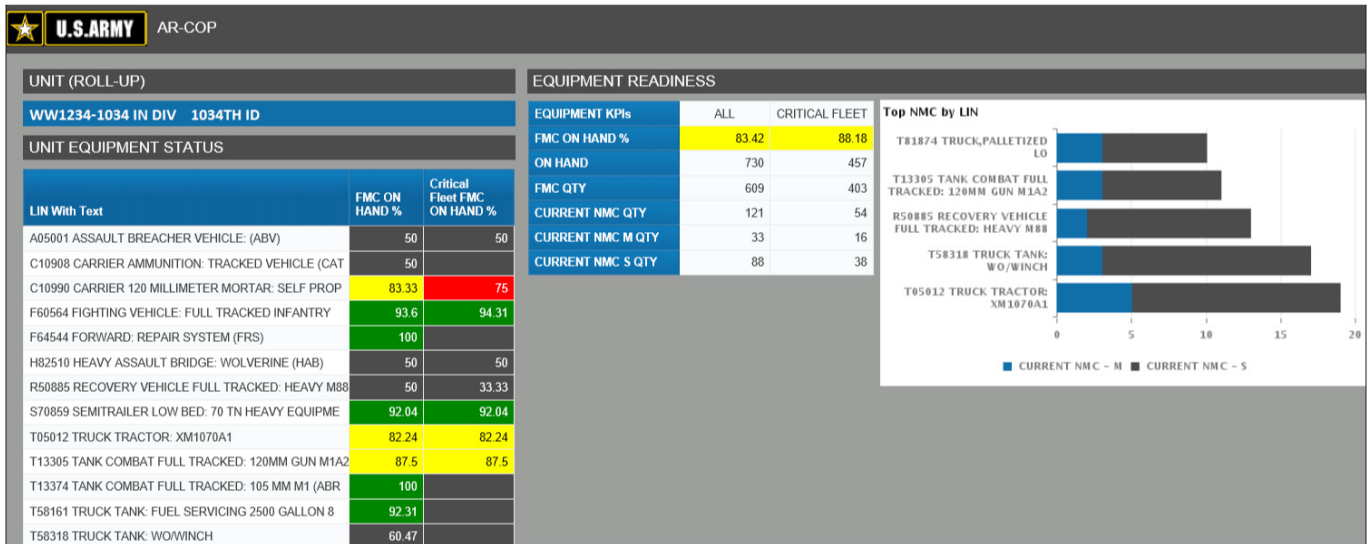 U.S.ARMY AR-COP
UNIT (ROLL-UP)
WW1234-1034 IN DIV 1034TH ID
UNIT EQUIPMENT STATUS
LIN With Text FMC ON HAND % Critical Fleet FMC ON HAND %
A05001 ASSAULT BREACHER VEHICLE: (ABV) 50 50
C10908 CARRIER AMMUNITION: TRACKED VEHICLE (CAT 50
C10990 CARRIER 120 MILLIMETER MORTAR: SELF PROP 83.33 75
F60564 FIGHTING VEHICLE: FULL TRACKED INFANTRY 93.6 94.31
F64544 FORWARD: REPAIR SYSTEM (FRS) 100
H82510 HEAVY ASSAULT BRIDGE: WOLVERINE (HAB) 50 50
R50885 RECOVERY VEHICLE FULL TRACKED: HEAVY M88 50 33.33
S70859 SEMITRAILER LOW BED: 70 TN HEAVY EQUIPME 92.04 92.04
T05012 TRUCK TRACTOR: XM1070A1 82.24 82.24
T13305 TANK COMBAT FULL TRACKED: 120MM GUN M1A2 87.5 87.5
T13374 TANK COMBAT FULL TRACKED: 105 MM M1 (ABR 100
T58161 TRUCK TANK: FUEL SERVICING 2500 GALLON 8 92.31
T58318 TRUCK TANK: WO/WINCH 60.47
EQUIPMENT READINESS
EQUIPMENT KPIs ALL CRITICAL FLEET
FMC ON HAND % 83.42 88.18
ON HAND 730 457
FMC QTY 609 403
CURRENT NMC QTY 121 54
CURRENT NMC M QTY 33 16
CURRENT NMC S QTY 88 38
Top NMC by LIN
T81874 TRUCK,PALLETIZED
LO
T13305 TANK COMBAT FULL
TRACKED: 120MM GUN M1A2
R50885 RECOVERY VEHICLE
FULL TRACKED: HEAVY M88
T58318 TRUCK TANK:
WO/WINCH
T05012 TRUCK TRACTOR:
XM1070A1
0 5 10 15 20
CURRENT NMC - M CURRENT NMC - S